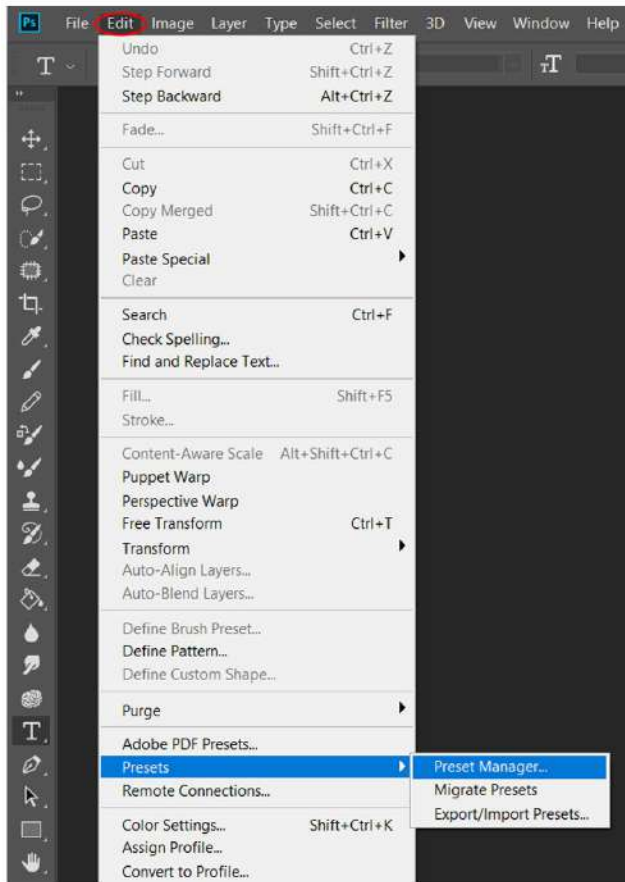 Ps File Edit Image Layer Type Select Filter 3D View Window Help
T T
Undo Ctrl+Z
Step Forward Shift+Ctrl+Z
Step Backward Alt+Ctrl+Z
Fade... Shift+Ctrl+F
Cut Ctrl+X
Copy Ctrl+C
Copy Merged Shift+Ctrl+C
Paste Ctrl+V
Paste Special
Clear
Search Ctrl+F
Check Spelling...
Find and Replace Text...
Fill... Shift+F5
Stroke...
Content-Aware Scale Alt+Shift+Ctrl+C
Puppet Warp
Perspective Warp
Free Transform Ctrl+T
Transform
Auto-Align Layers...
Auto-Blend Layers...
Define Brush Preset...
Define Pattern...
Define Custom Shape...
Purge
T
Adobe PDF Presets...
Presets Preset Manager...
Remote Connections... Migrate Presets
Export/Import Presets...
Color Settings... Shift+Ctrl+K
Assign Profile...
Convert to Profile...